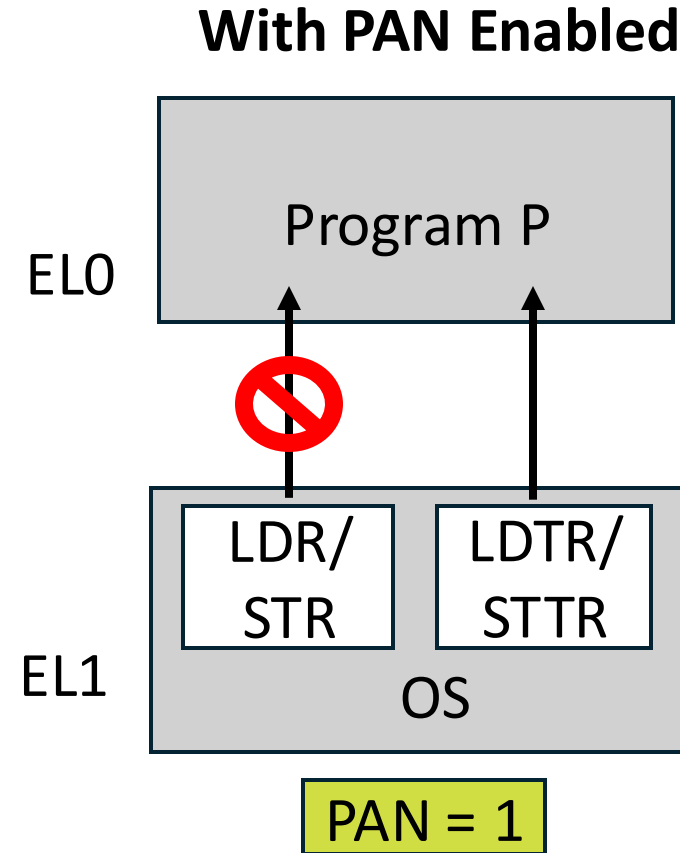 With PAN Enabled
Program P
EL0
LDR/
STR
LDTR/
STTR
EL1
OS
PAN = 1